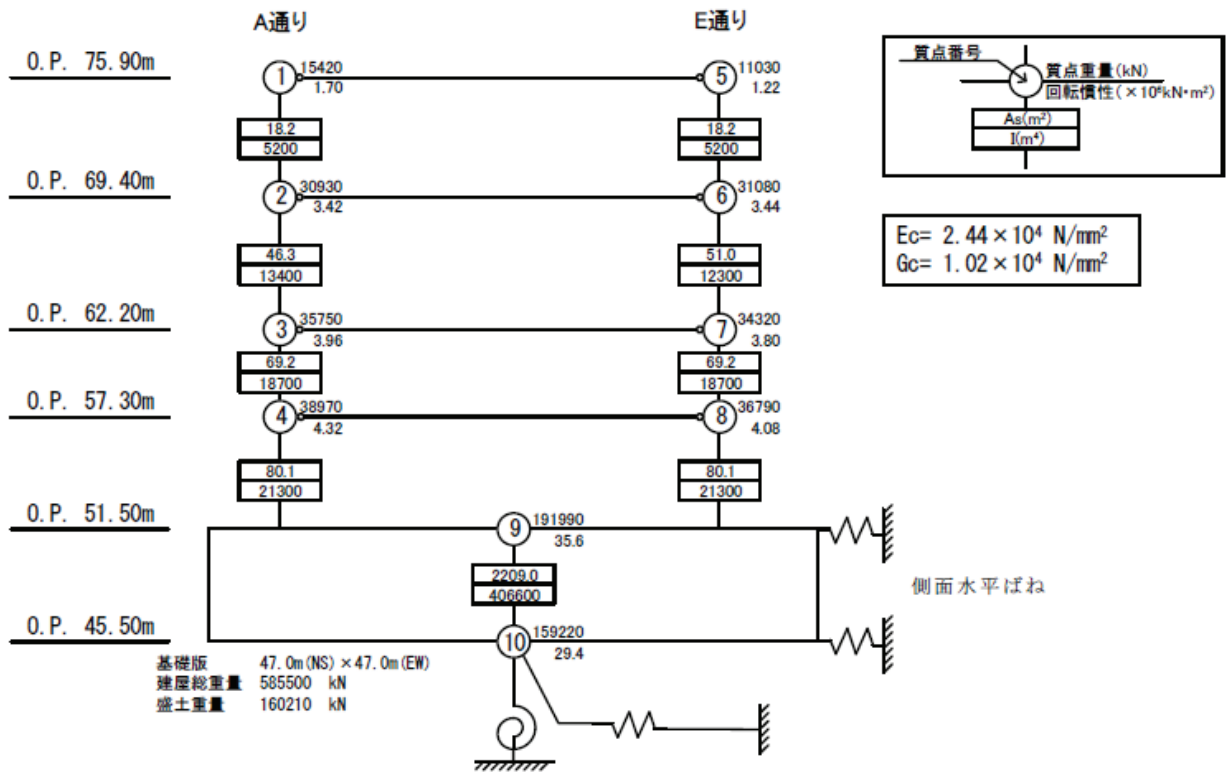 A通り E通り
O.P. 75.90m
1 15420
1.70
5 11030
1.22
質点番号
質点重量(kN)
回転慣性(×10⁶kN・m²)
As(m²)
I(m⁴)
18.2
5200
18.2
5200
O.P. 69.40m
2 30930
3.42
6 31080
3.44
Ec= 2.44×10⁴ N/mm²
Gc= 1.02×10⁴ N/mm²
46.3
13400
51.0
12300
O.P. 62.20m
3 35750
3.96
7 34320
3.80
69.2
18700
69.2
18700
O.P. 57.30m
4 38970
4.32
8 36790
4.08
80.1
21300
80.1
21300
O.P. 51.50m
9 191990
35.6
2209.0
406600
側面水平ばね
O.P. 45.50m
10 159220
29.4
基礎版 47.0m(NS)×47.0m(EW)
建屋総重量 585500 kN
盛土重量 160210 kN